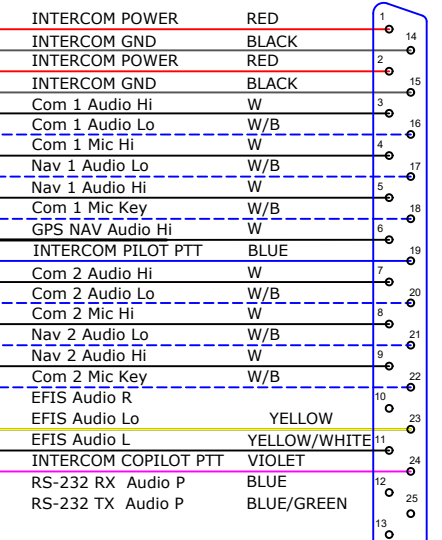 INTERCOM POWER RED 1
INTERCOM GND BLACK 14
INTERCOM POWER RED 2
INTERCOM GND BLACK 15
Com 1 Audio Hi W 3
Com 1 Audio Lo W/B 16
Com 1 Mic Hi W 4
Nav 1 Audio Lo W/B 17
Nav 1 Audio Hi W 5
Com 1 Mic Key W/B 18
GPS NAV Audio Hi W 6
INTERCOM PILOT PTT BLUE 19
Com 2 Audio Hi W 7
Com 2 Audio Lo W/B 20
Com 2 Mic Hi W 8
Nav 2 Audio Lo W/B 21
Nav 2 Audio Hi W 9
Com 2 Mic Key W/B 22
EFIS Audio R 10
EFIS Audio Lo YELLOW 23
EFIS Audio L YELLOW/WHITE 11
INTERCOM COPILOT PTT VIOLET 24
RS-232 RX Audio P BLUE 12
RS-232 TX Audio P BLUE/GREEN 25
13